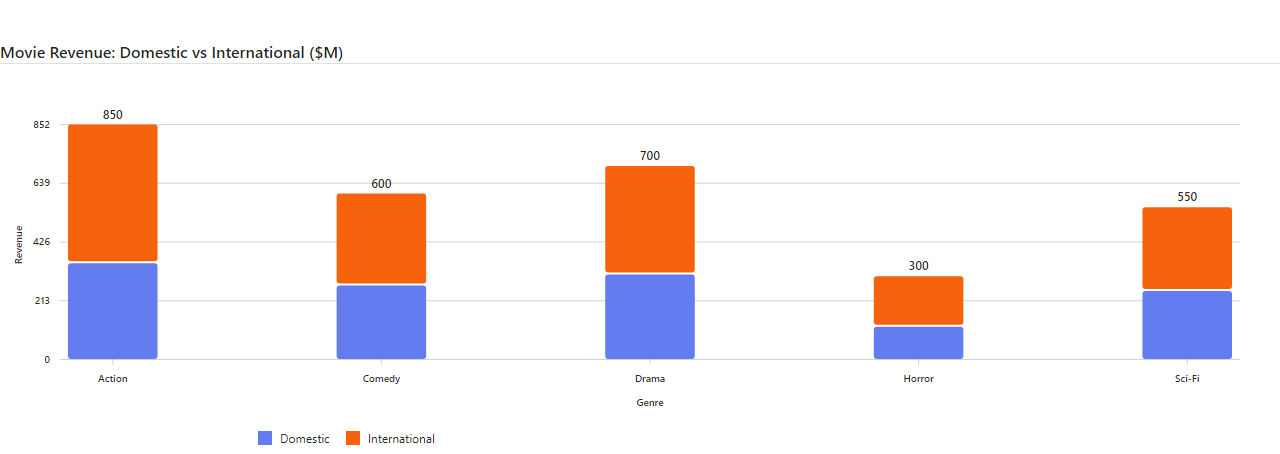 Movie Revenue: Domestic vs International ($M)
850
852
700
639
600
550
426
300
213
0
Revenue
Action Comedy Drama Horror Sci-Fi
Genre
Domestic International